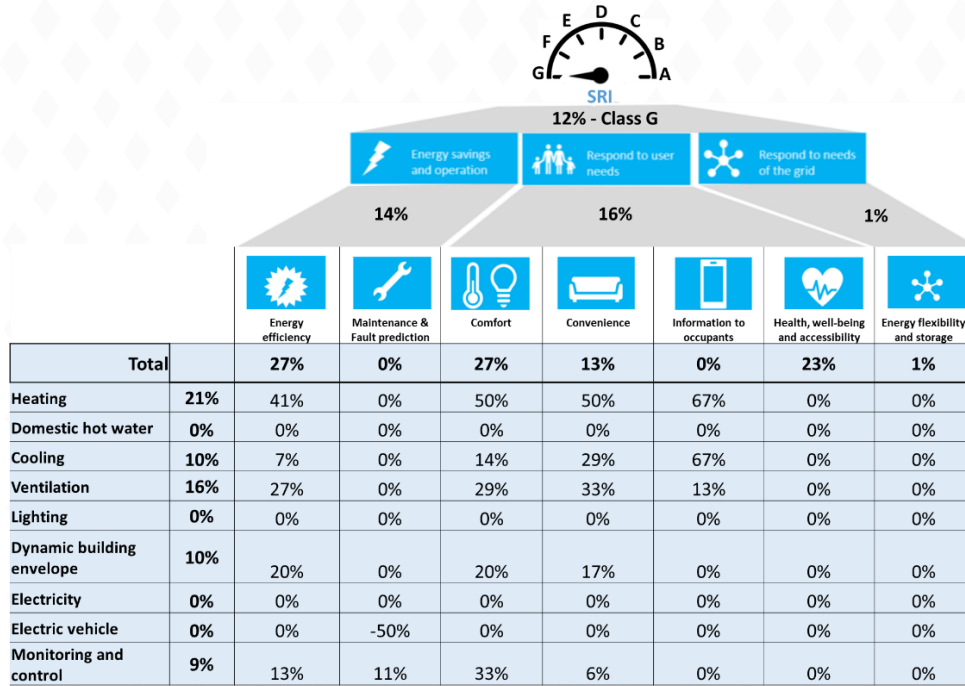 D
E C
F B
G A
SRI
12% - Class G
Energy savings
and operation
Respond to user
needs
Respond to needs
of the grid
14% 16% 1%
Energy
efficiency
Maintenance &
Fault prediction
Comfort
Convenience
Information to
occupants
Health, well-being
and accessibility
Energy flexibility
and storage
Total 27% 0% 27% 13% 0% 23% 1%
Heating 21% 41% 0% 50% 50% 67% 0% 0%
Domestic hot water 0% 0% 0% 0% 0% 0% 0% 0%
Cooling 10% 7% 0% 14% 29% 67% 0% 0%
Ventilation 16% 27% 0% 29% 33% 13% 0% 0%
Lighting 0% 0% 0% 0% 0% 0% 0% 0%
Dynamic building
envelope 10% 20% 0% 20% 17% 0% 0% 0%
Electricity 0% 0% 0% 0% 0% 0% 0% 0%
Electric vehicle 0% 0% -50% 0% 0% 0% 0% 0%
Monitoring and
control 9% 13% 11% 33% 6% 0% 0% 0%